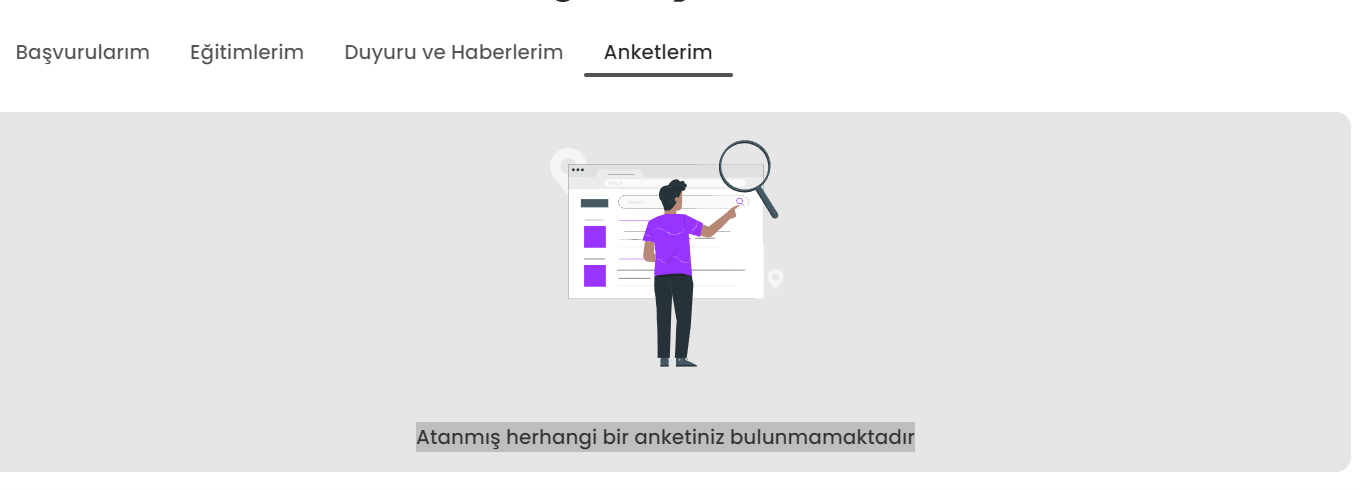 Başvurularım Eğitimlerim Duyuru ve Haberlerim Anketlerim
Atanmış herhangi bir anketiniz bulunmamaktadır